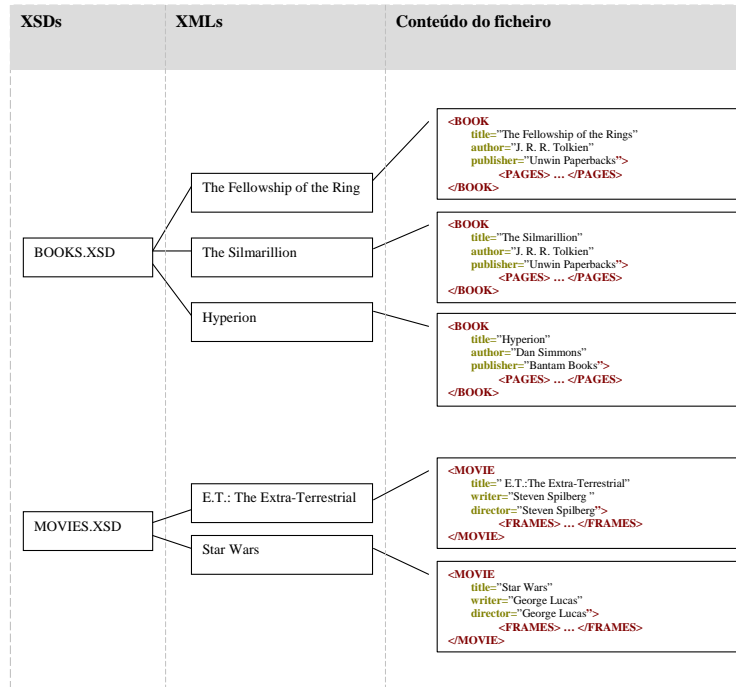 XSDs XMLs Conteúdo do ficheiro
<BOOK
title="The Fellowship of the Rings”
author="J. R. R. Tolkien”
publisher="Unwin Paperbacks”>
<PAGES> … </PAGES>
</BOOK>
The Fellowship of the Ring
<BOOK
title="The Silmarillion”
author="J. R. R. Tolkien”
publisher="Unwin Paperbacks”>
<PAGES> … </PAGES>
</BOOK>
BOOKS.XSD
The Silmarillion
Hyperion
<BOOK
title="Hyperion”
author="Dan Simmons”
publisher="Bantam Books”>
<PAGES> … </PAGES>
</BOOK>
<MOVIE
title=” E.T.:The Extra-Terrestrial”
writer="Steven Spilberg ”
director="Steven Spilberg”>
<FRAMES> … </FRAMES>
</MOVIE>
E.T.: The Extra-Terrestrial
MOVIES.XSD
Star Wars
<MOVIE
title="Star Wars”
writer="George Lucas”
director="George Lucas”>
<FRAMES> … </FRAMES>
</MOVIE>